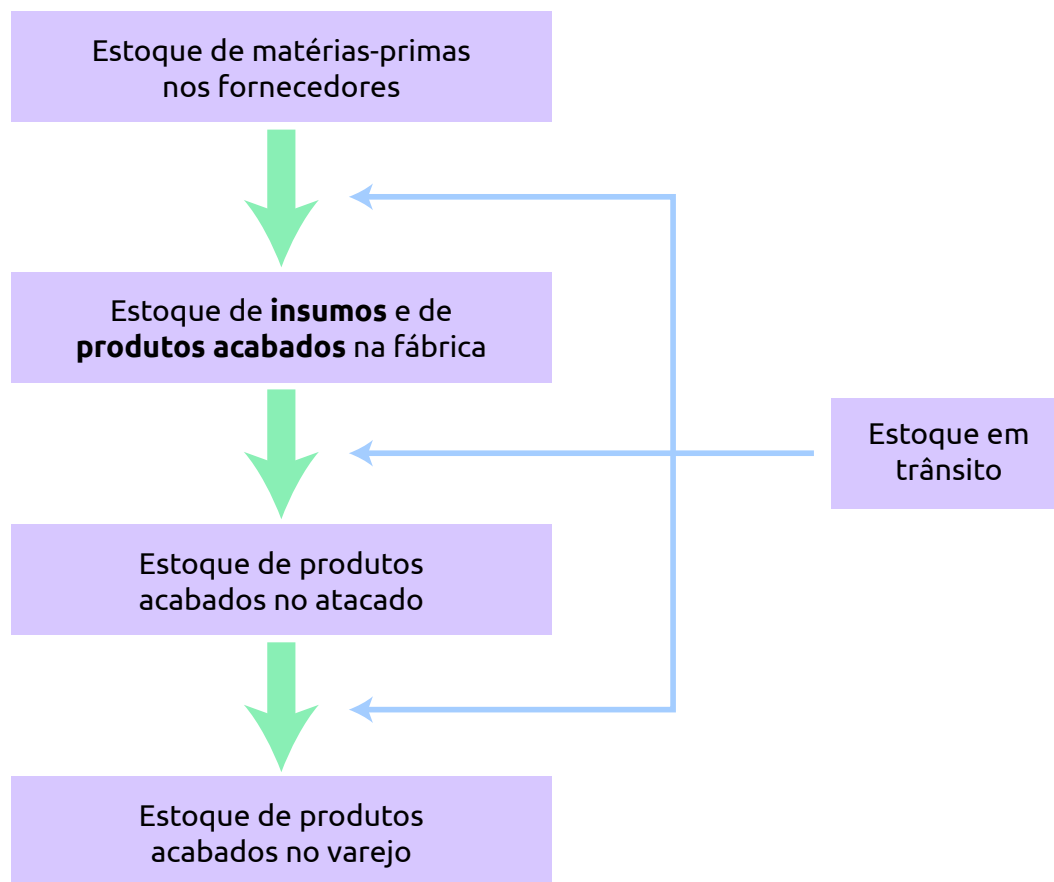 Estoque de matérias-primas
nos fornecedores
Estoque de insumos e de
produtos acabados na fábrica
Estoque em
trânsito
Estoque de produtos
acabados no atacado
Estoque de produtos
acabados no varejo